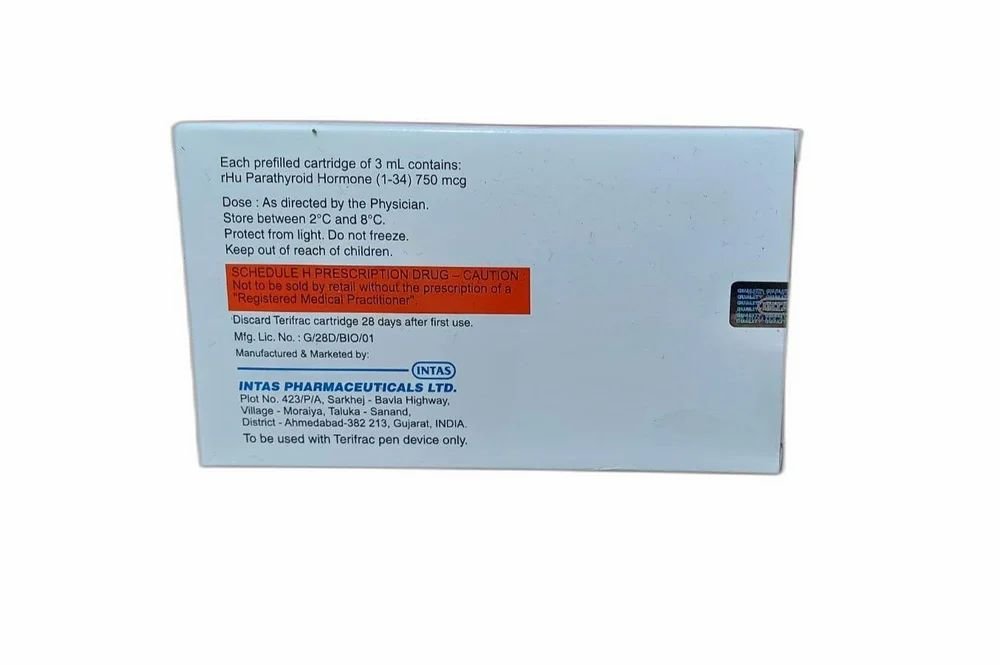 Each prefilled cartridge of 3 mL contains:
rHu Parathyroid Hormone (1-34) 750 mcg
Dose : As directed by the Physician.
Store between 2°C and 8°C.
Protect from light. Do not freeze.
Keep out of reach of children.
SCHEDULE H PRESCRIPTION DRUG – CAUTION :
Not to be sold by retail without the prescription of a
"Registered Medical Practitioner".
Discard Terifrac cartridge 28 days after first use.
Mfg. Lic. No. : G/28D/BIO/01
Manufactured & Marketed by:
INTAS
INTAS PHARMACEUTICALS LTD.
Plot No. 423/P/A, Sarkhej - Bavla Highway,
Village - Moraiya, Taluka - Sanand,
District - Ahmedabad-382 213, Gujarat, INDIA.
To be used with Terifrac pen device only.